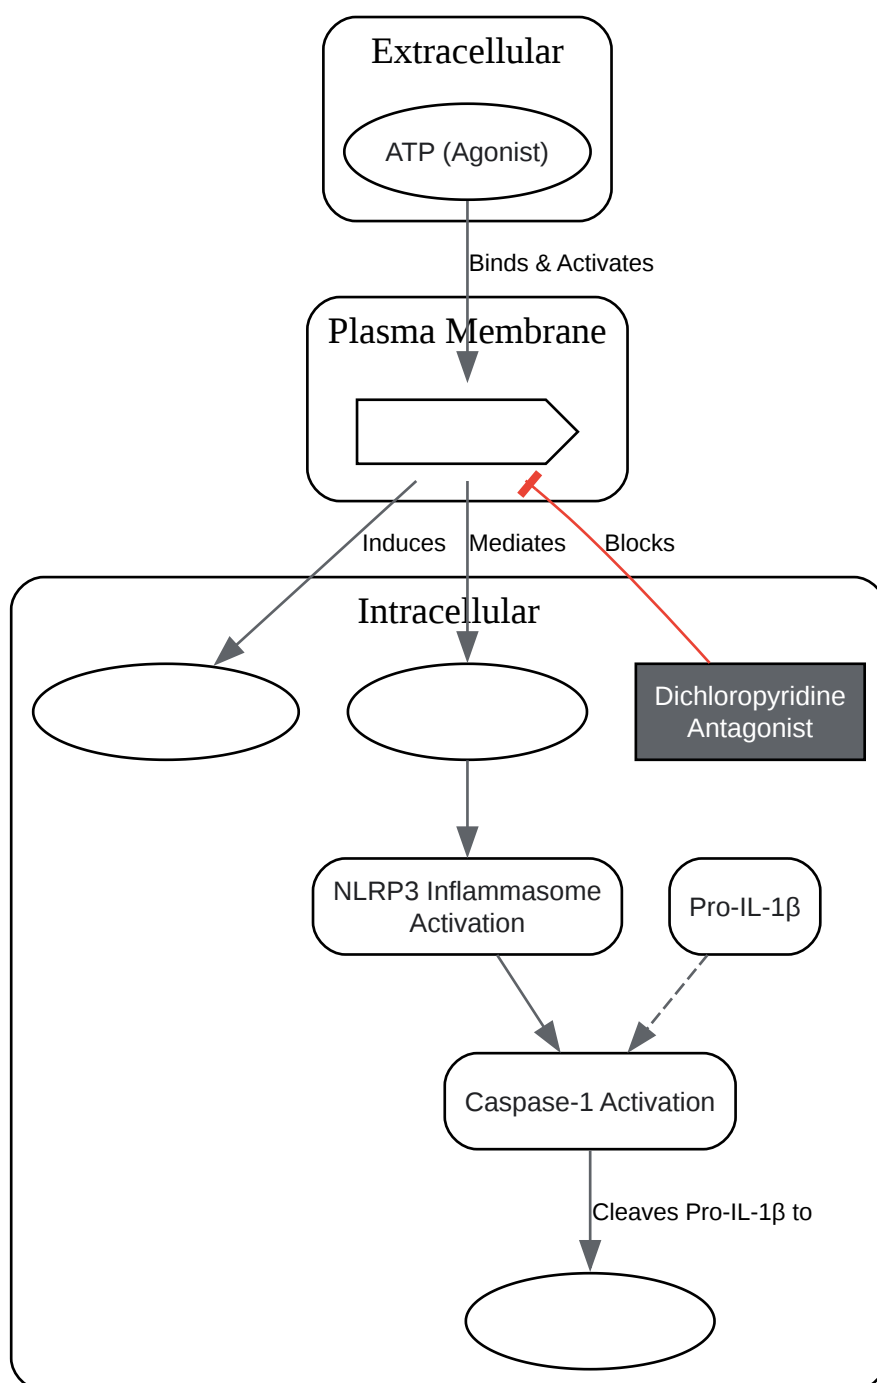 Extracellular
ATP (Agonist)
Binds & Activates
Plasma Membrane
Induces
Mediates
Blocks
Intracellular
Dichloropyridine
Antagonist
NLRP3 Inflammasome
Activation
Pro-IL-1β
Caspase-1 Activation
Cleaves Pro-IL-1β to